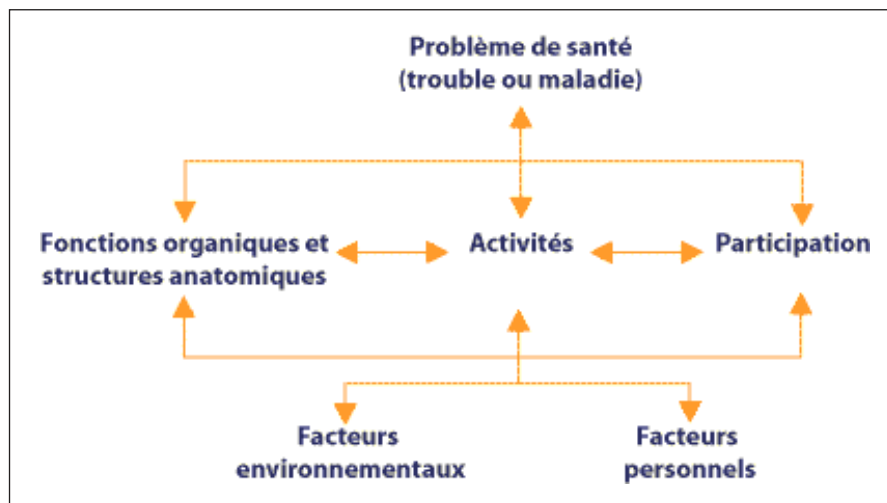 Problème de santé
(trouble ou maladie)
Fonctions organiques et
structures anatomiques
Activités
Participation
Facteurs
environnementaux
Facteurs
personnels